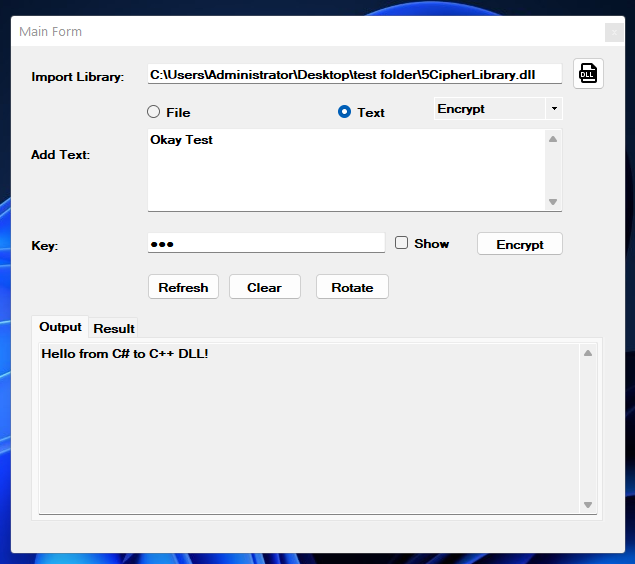 Main Form
Import Library: C:\Users\Administrator\Desktop\test folder\5CipherLibrary.dll
DLL
File Text Encrypt
Add Text: Okay Test
Key: ●●● Show Encrypt
Refresh Clear Rotate
Output Result
Hello from C# to C++ DLL!